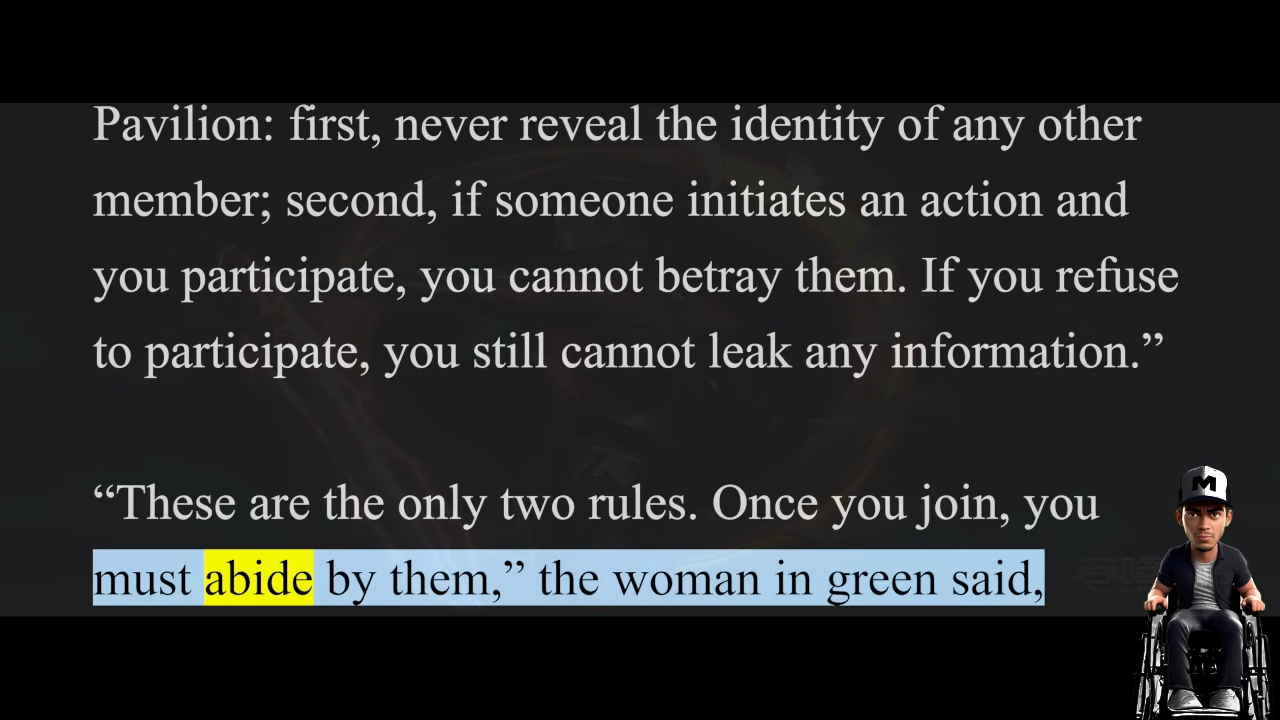 Pavilion: first, never reveal the identity of any other
member; second, if someone initiates an action and
you participate, you cannot betray them. If you refuse
to participate, you still cannot leak any information.”
“These are the only two rules. Once you join, you
must abide by them,” the woman in green said,
M